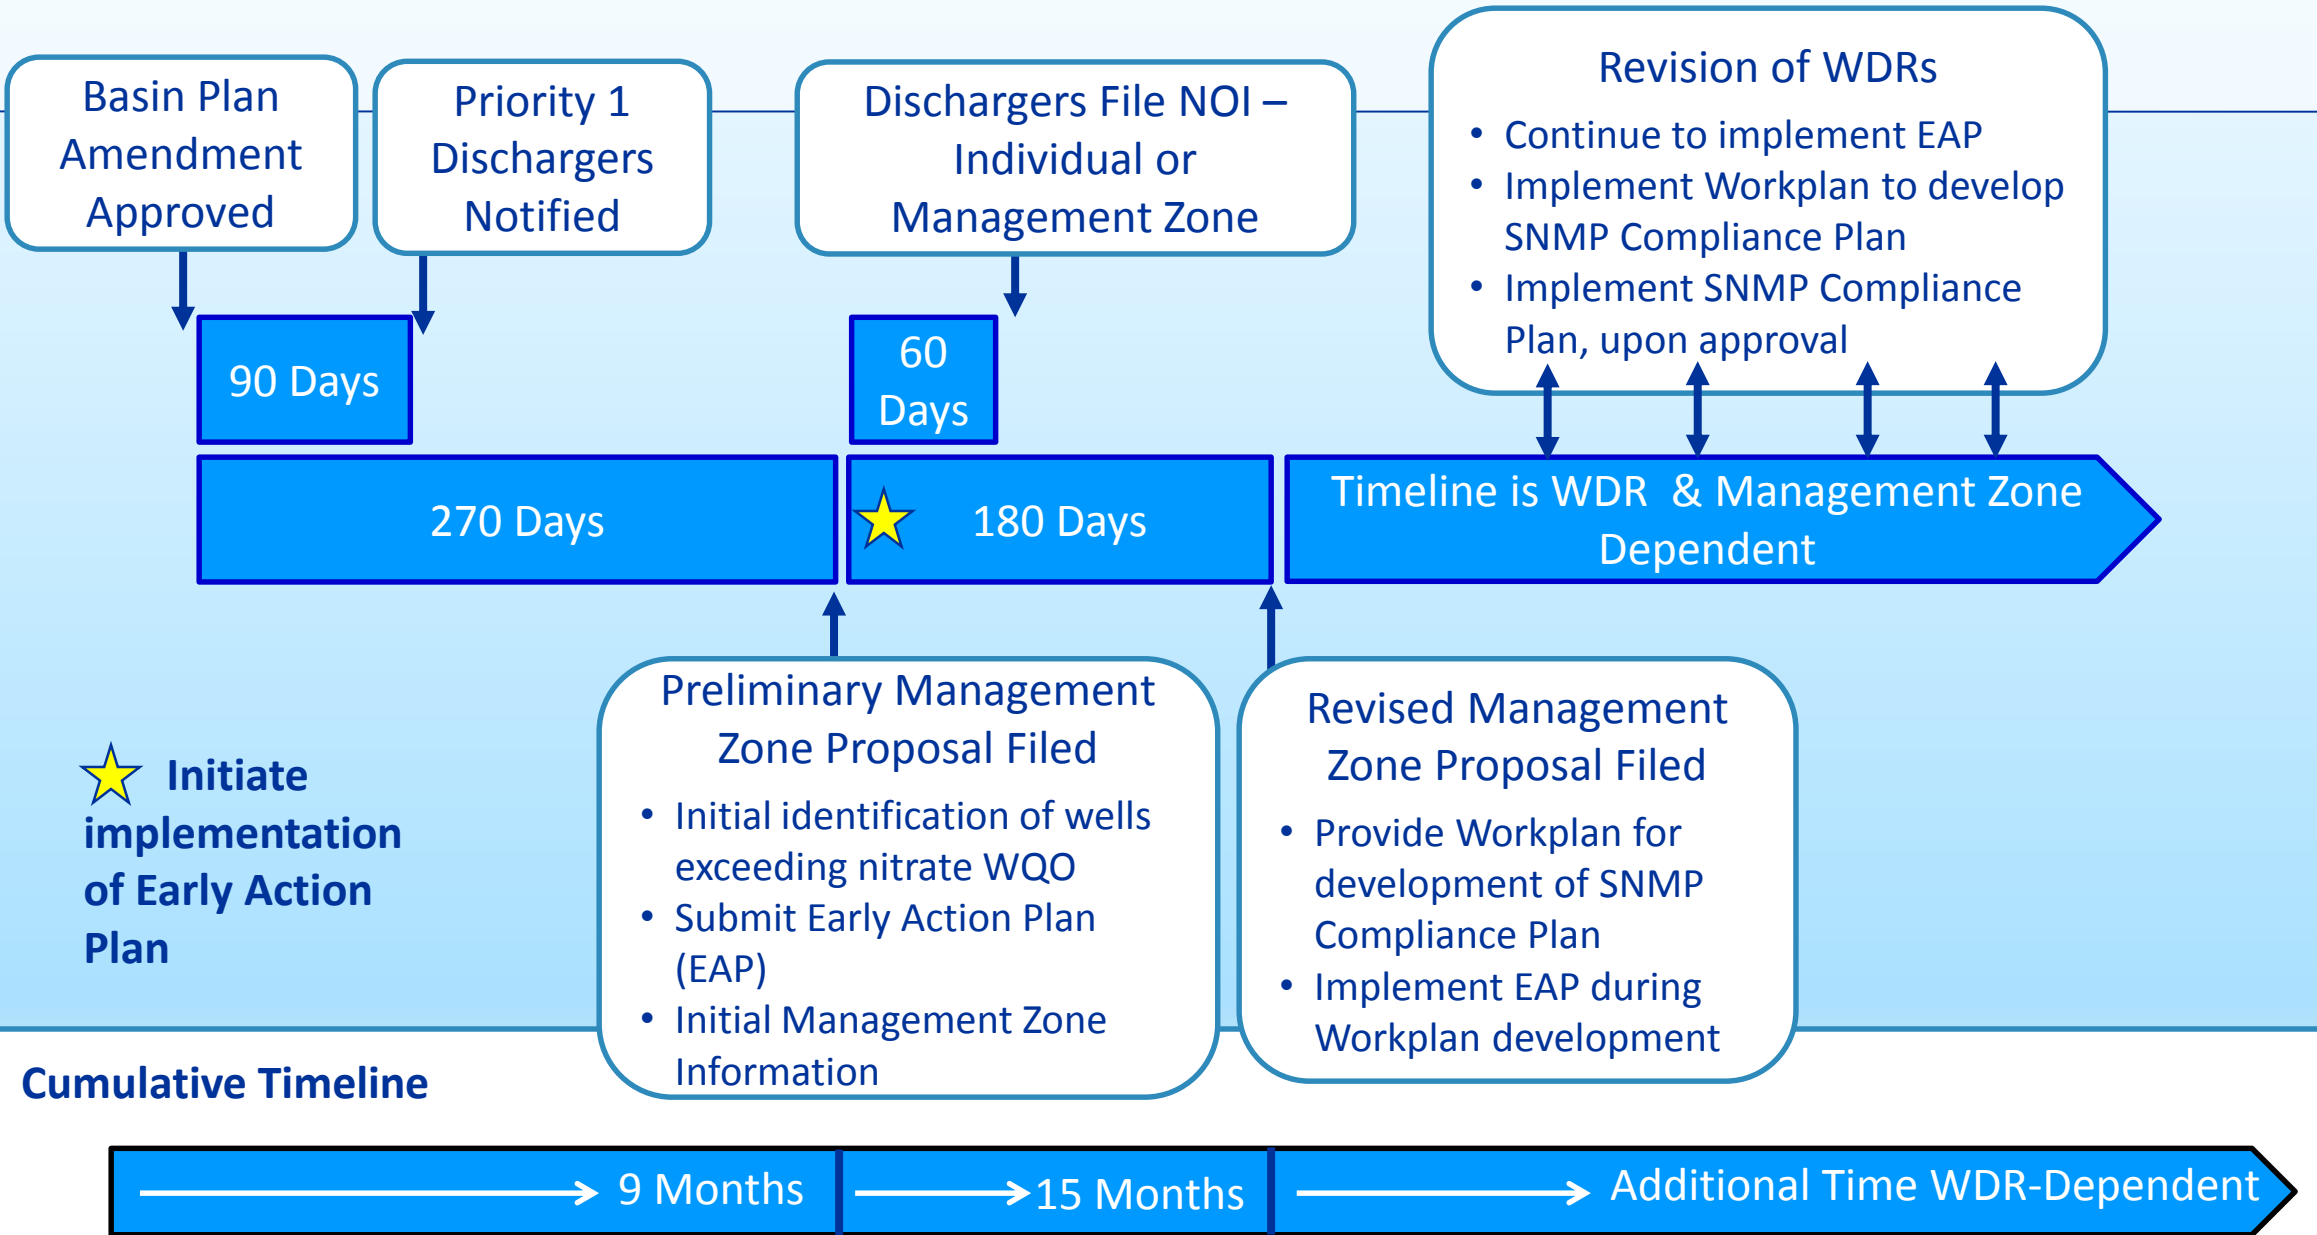 Basin Plan
Amendment
Approved
Priority 1
Dischargers
Notified
Dischargers File NOI –
Individual or
Management Zone
Revision of WDRs
• Continue to implement EAP
• Implement Workplan to develop
SNMP Compliance Plan
• Implement SNMP Compliance
Plan, upon approval
90 Days
60
Days
270 Days
180 Days
Timeline is WDR & Management Zone
Dependent
Initiate
implementation
of Early Action
Plan
Preliminary Management
Zone Proposal Filed
• Initial identification of wells
exceeding nitrate WQO
• Submit Early Action Plan
(EAP)
• Initial Management Zone
Information
Revised Management
Zone Proposal Filed
• Provide Workplan for
development of SNMP
Compliance Plan
• Implement EAP during
Workplan development
Cumulative Timeline
9 Months
15 Months
Additional Time WDR-Dependent